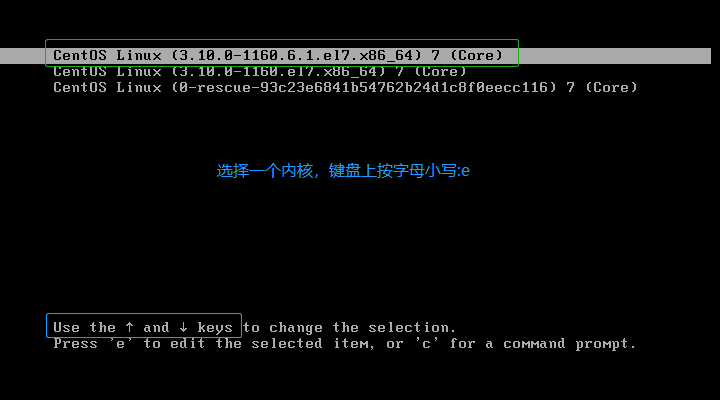 CentOS Linux (3.10.0-1160.6.1.el7.x86_64) 7 (Core)
CentOS Linux (3.10.0-1160.el7.x86_64) 7 (Core)
CentOS Linux (0-rescue-93c23e6841b54762b24d1c8f0eecc116) 7 (Core)
选择一个内核，键盘上按字母小写:e
Use the ↑ and ↓ keys to change the selection.
Press 'e' to edit the selected item, or 'c' for a command prompt.